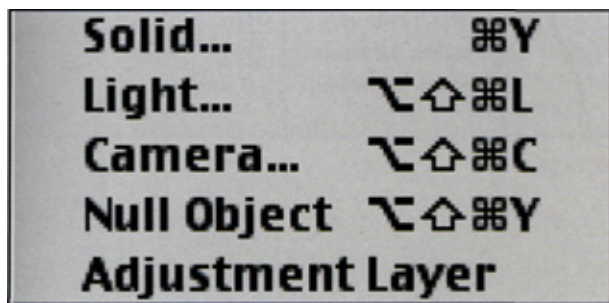 Solid... ⌘Y
Light... ⌥⇧⌘L
Camera... ⌥⇧⌘C
Null Object ⌥⇧⌘Y
Adjustment Layer